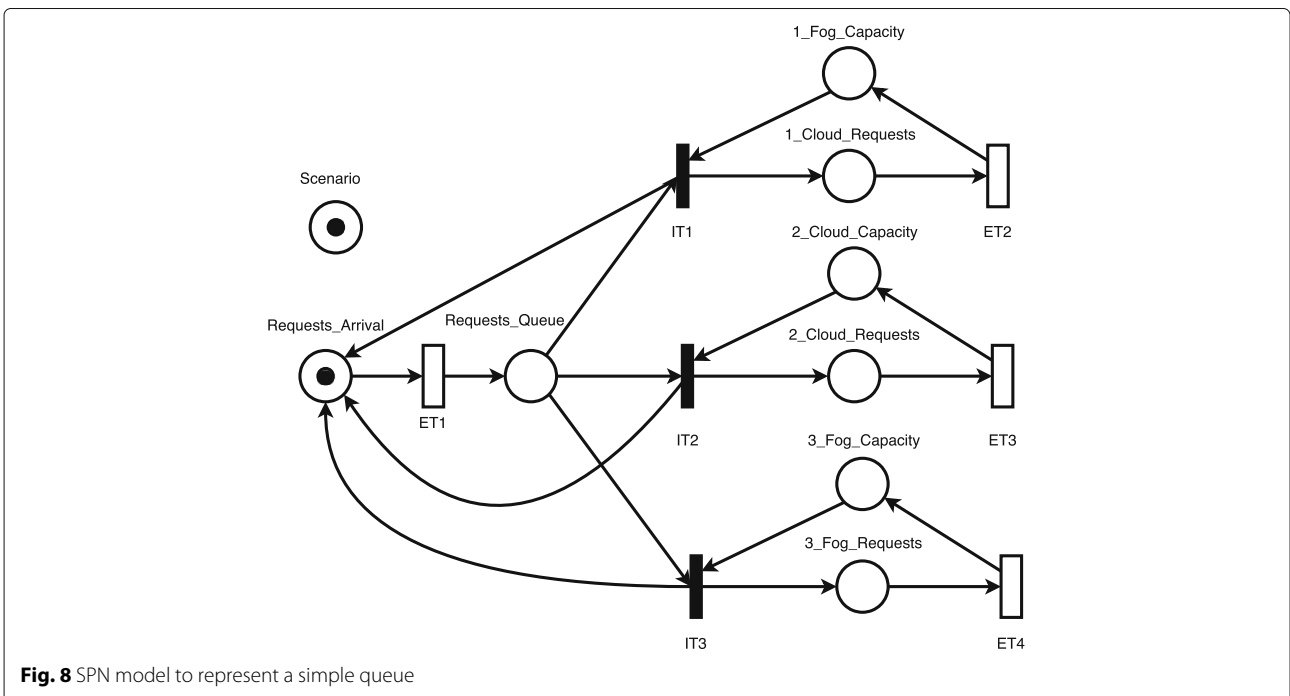 1_Fog_Capacity
1_Cloud_Requests
Scenario
IT1
ET2
2_Cloud_Capacity
Requests_Arrival
Requests_Queue
2_Cloud_Requests
ET1
IT2
ET3
3_Fog_Capacity
3_Fog_Requests
IT3
ET4
Fig. 8 SPN model to represent a simple queue